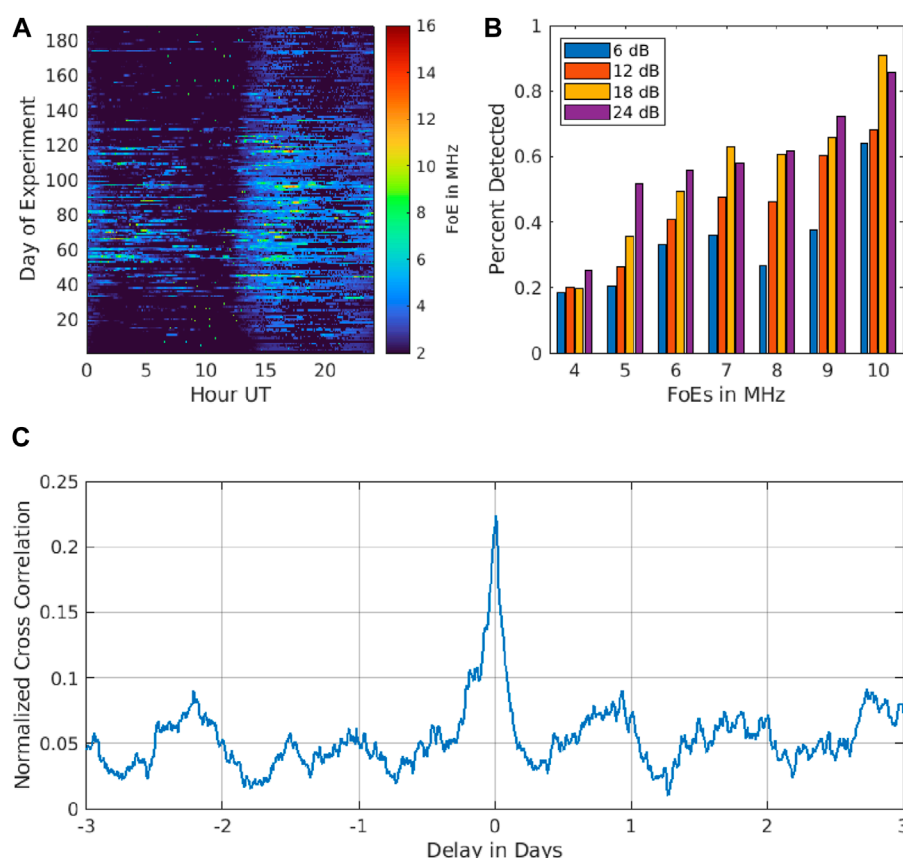 A
Day of Experiment
180
160
140
120
100
80
60
40
20
0 5 10 15 20
Hour UT
16
14
12
10
8
6
4
2
FoE in MHz
B
Percent Detected
1
0.8
0.6
0.4
0.2
0
6 dB
12 dB
18 dB
24 dB
4 5 6 7 8 9 10
FoEs in MHz
C
Normalized Cross Correlation
0.25
0.2
0.15
0.1
0.05
0
-3 -2 -1 0 1 2 3
Delay in Days